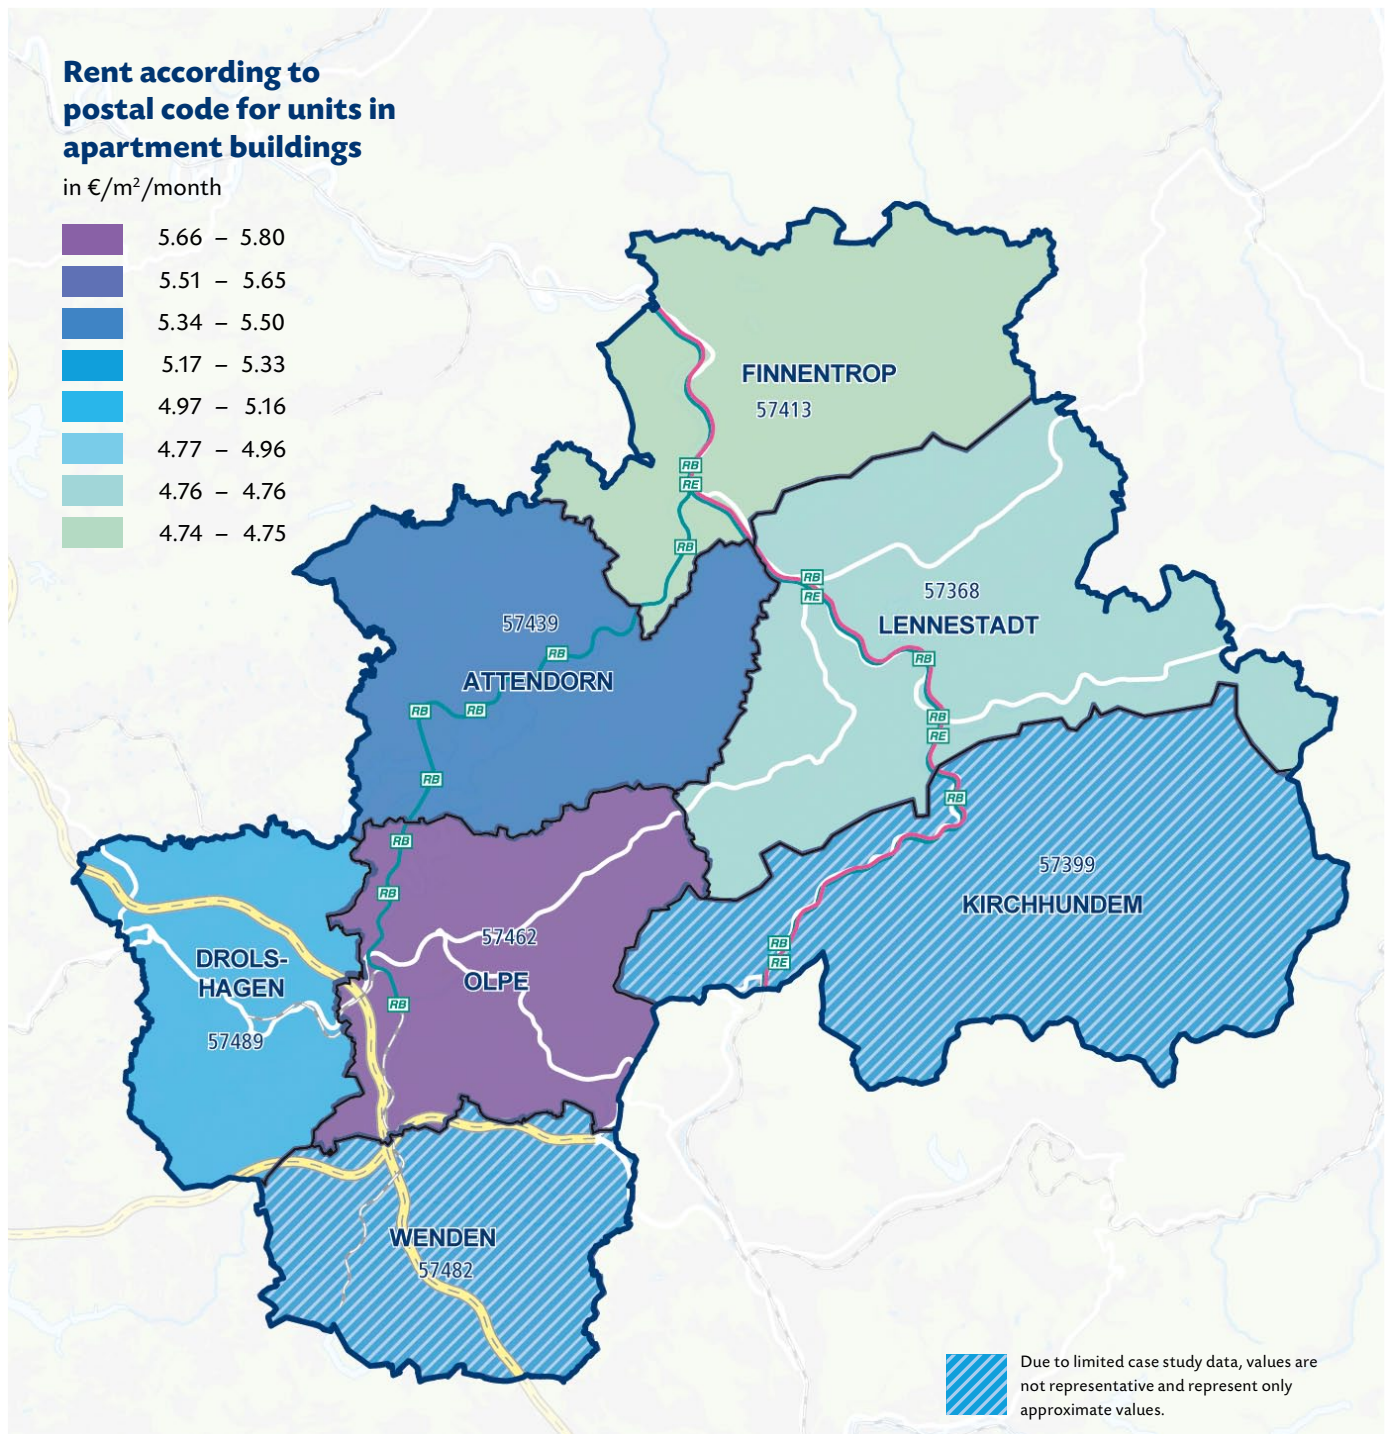 Rent according to
postal code for units in
apartment buildings
in €/m²/month
5.66 – 5.80
5.51 – 5.65
5.34 – 5.50
5.17 – 5.33
4.97 – 5.16
4.77 – 4.96
4.76 – 4.76
4.74 – 4.75
FINNENTROP
57413
RB
RE
RB
RB
RE
57368
LENNESTADT
57439
RB
RB
ATTENDORN
RB
RB
RB
RE
RB
RB
RB
57399
KIRCHHUNDEM
RB
57462
RB
RE
DROLS-
HAGEN
OLPE
RB
57489
WENDEN
57482
Due to limited case study data, values are
not representative and represent only
approximate values.